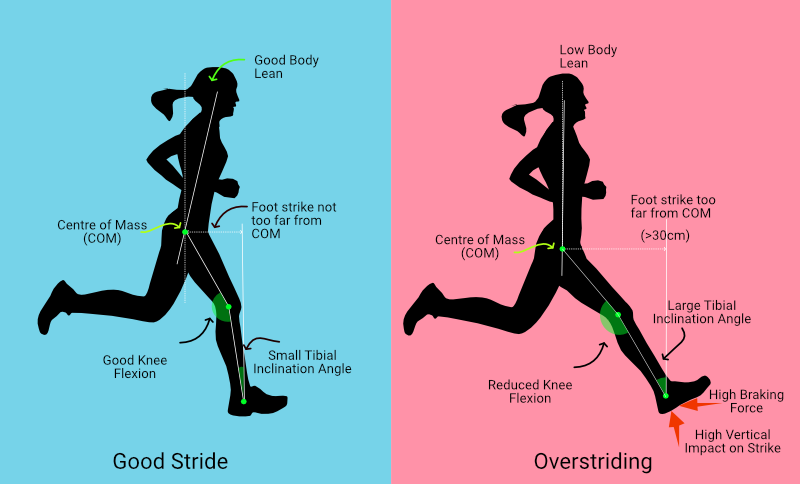 Good Body
Lean
Foot strike not
too far from
COM
Centre of Mass
(COM)
Good Knee
Flexion
Small Tibial
Inclination Angle
Good Stride
Low Body
Lean
Foot strike too
far from COM
(>30cm)
Centre of Mass
(COM)
Large Tibial
Inclination Angle
Reduced Knee
Flexion
High Braking
Force
High Vertical
Impact on Strike
Overstriding